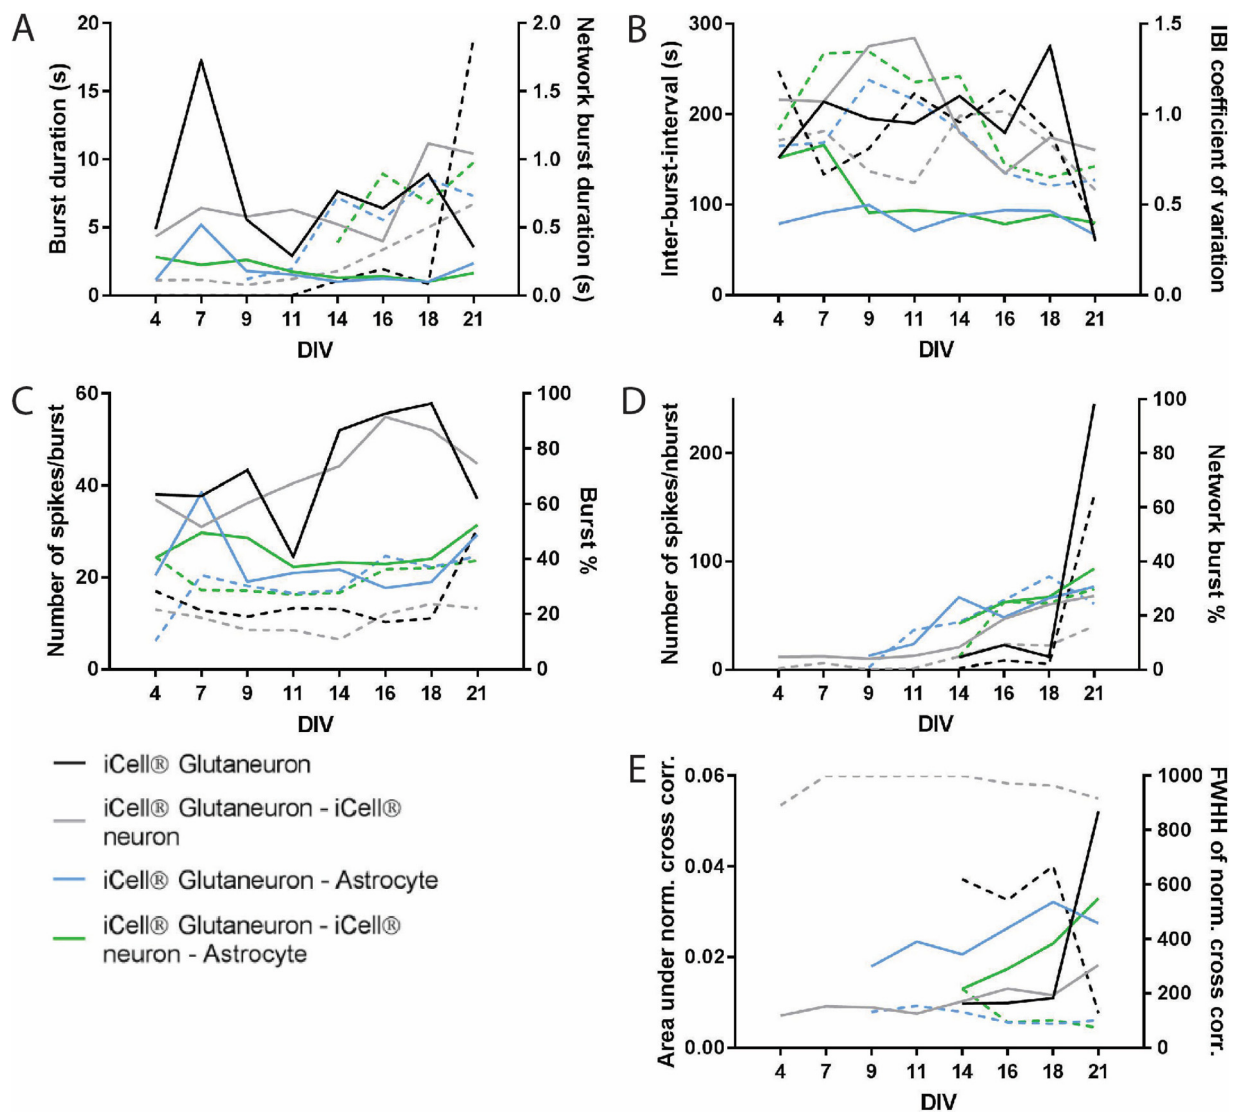 A
20
15
10
5
0
Burst duration (s)
2.0
1.5
1.0
0.5
0.0
Network burst duration (s)
4 7 9 11 14 16 18 21
DIV
B
300
200
100
0
Inter-burst-interval (s)
1.5
1.0
0.5
0.0
IBI coefficient of variation
4 7 9 11 14 16 18 21
DIV
C
60
40
20
0
Number of spikes/burst
100
80
60
40
20
0
Burst %
4 7 9 11 14 16 18 21
DIV
D
200
100
0
Number of spikes/nburst
100
80
60
40
20
0
Network burst %
4 7 9 11 14 16 18 21
DIV
iCell® Glutaneuron
iCell® Glutaneuron - iCell®
neuron
iCell® Glutaneuron - Astrocyte
iCell® Glutaneuron - iCell®
neuron - Astrocyte
E
0.06
0.04
0.02
0.00
Area under norm. cross corr.
1000
800
600
400
200
0
FWHH of norm. cross corr.
4 7 9 11 14 16 18 21
DIV